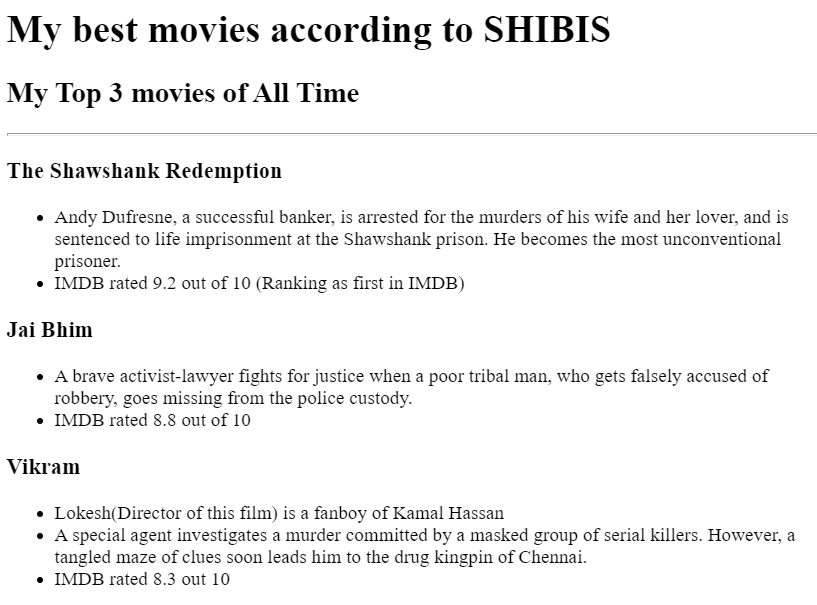 My best movies according to SHIBIS
My Top 3 movies of All Time
The Shawshank Redemption
Andy Dufresne, a successful banker, is arrested for the murders of his wife and her lover, and is
sentenced to life imprisonment at the Shawshank prison. He becomes the most unconventional
prisoner.
IMDB rated 9.2 out of 10 (Ranking as first in IMDB)
Jai Bhim
A brave activist-lawyer fights for justice when a poor tribal man, who gets falsely accused of
robbery, goes missing from the police custody.
IMDB rated 8.8 out of 10
Vikram
Lokesh(Director of this film) is a fanboy of Kamal Hassan
A special agent investigates a murder committed by a masked group of serial killers. However, a
tangled maze of clues soon leads him to the drug kingpin of Chennai.
IMDB rated 8.3 out 10